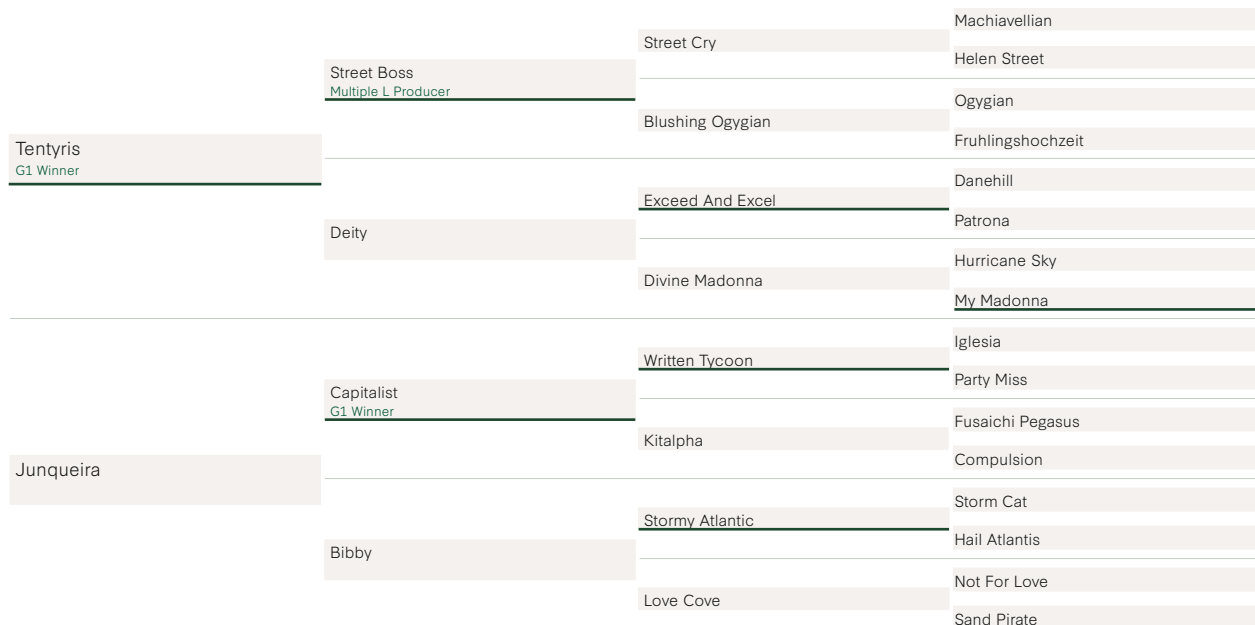 Machiavellian
Street Cry
Helen Street
Street Boss
Multiple L Producer
Ogygian
Blushing Ogygian
Fruhlingshochzeit
Tentyris
G1 Winner
Danehill
Exceed And Excel
Patrona
Deity
Hurricane Sky
Divine Madonna
My Madonna
Iglesia
Written Tycoon
Party Miss
Capitalist
G1 Winner
Fusaichi Pegasus
Kitalpha
Compulsion
Junqueira
Storm Cat
Stormy Atlantic
Hail Atlantis
Bibby
Not For Love
Love Cove
Sand Pirate